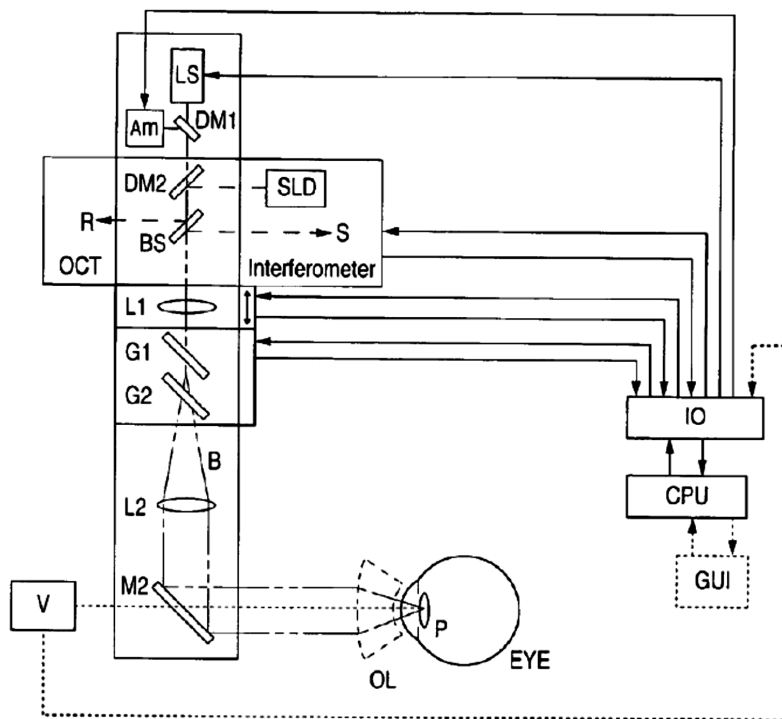 LS
Am
DM1
DM2
SLD
R
BS
S
OCT
Interferometer
L1
G1
G2
IO
B
CPU
L2
GUI
M2
V
P
EYE
OL